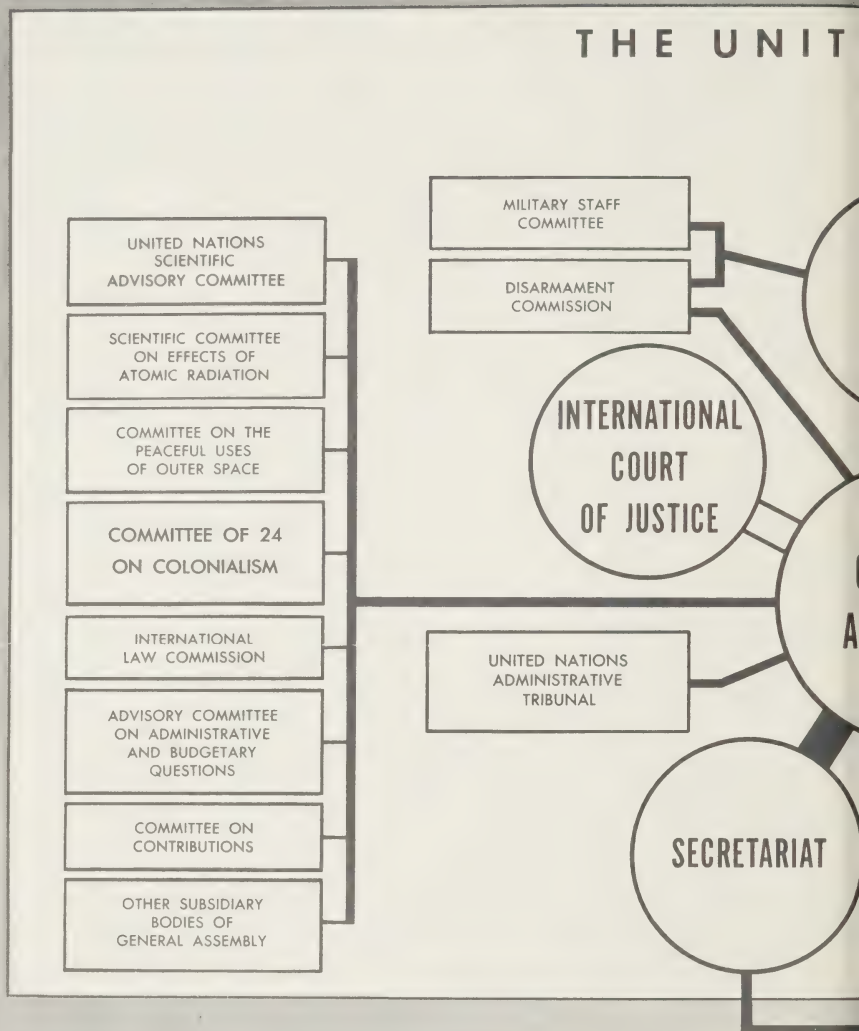 THE UNIT
MILITARY STAFF
COMMITTEE
DISARMAMENT
COMMISSION
UNITED NATIONS
SCIENTIFIC
ADVISORY COMMITTEE
SCIENTIFIC COMMITTEE
ON EFFECTS OF
ATOMIC RADIATION
COMMITTEE ON THE
PEACEFUL USES
OF OUTER SPACE
COMMITTEE OF 24
ON COLONIALISM
INTERNATIONAL
LAW COMMISSION
ADVISORY COMMITTEE
ON ADMINISTRATIVE
AND BUDGETARY
QUESTIONS
COMMITTEE ON
CONTRIBUTIONS
OTHER SUBSIDIARY
BODIES OF
GENERAL ASSEMBLY
INTERNATIONAL
COURT
OF JUSTICE
UNITED NATIONS
ADMINISTRATIVE
TRIBUNAL
A
SECRETARIAT